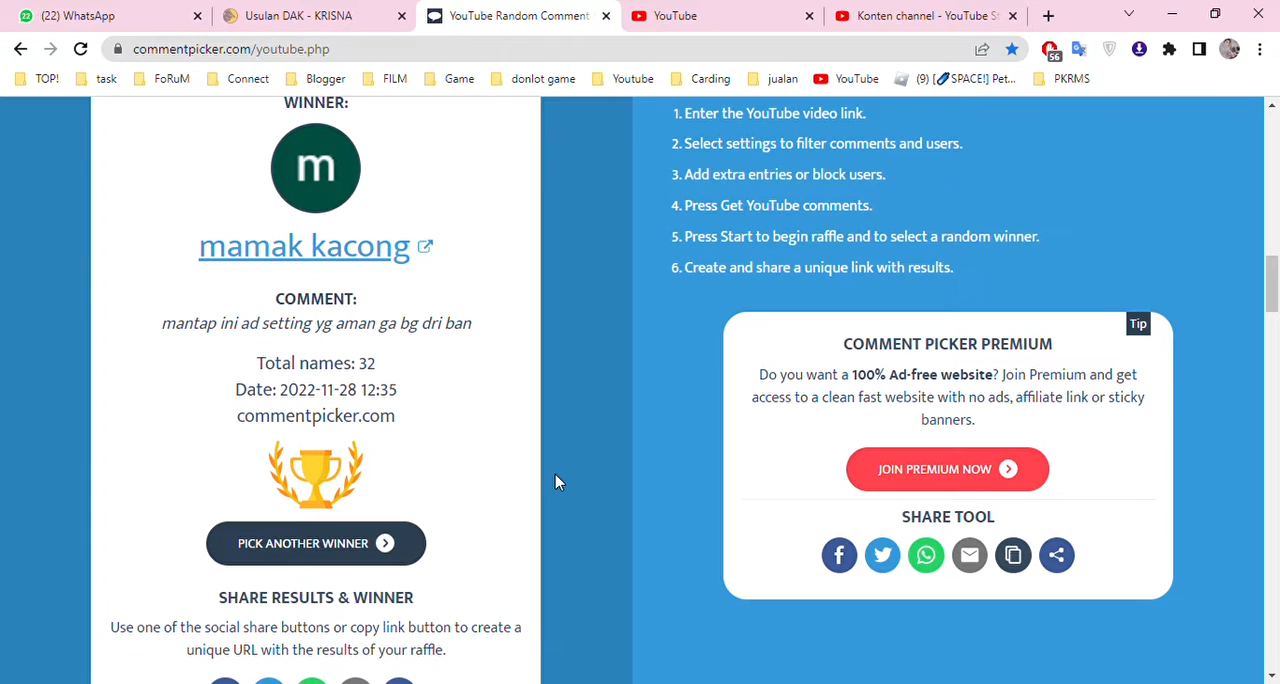 (22) WhatsApp
Usulan DAK - KRISNA
YouTube Random Comment
YouTube
Konten channel - YouTube St
commentpicker.com/youtube.php
56
TOP!
task
FoRuM
Connect
Blogger
FILM
Game
donlot game
Youtube
Carding
jualan
YouTube
(9) [🧷SPACE!] Pet...
PKRMS
WINNER:
m
mamak kacong
COMMENT:
mantap ini ad setting yg aman ga bg dri ban
Total names: 32
Date: 2022-11-28 12:35
commentpicker.com
PICK ANOTHER WINNER
SHARE RESULTS & WINNER
Use one of the social share buttons or copy link button to create a
unique URL with the results of your raffle.
1. Enter the YouTube video link.
2. Select settings to filter comments and users.
3. Add extra entries or block users.
4. Press Get YouTube comments.
5. Press Start to begin raffle and to select a random winner.
6. Create and share a unique link with results.
Tip
COMMENT PICKER PREMIUM
Do you want a 100% Ad-free website? Join Premium and get
access to a clean fast website with no ads, affiliate link or sticky
banners.
JOIN PREMIUM NOW
SHARE TOOL